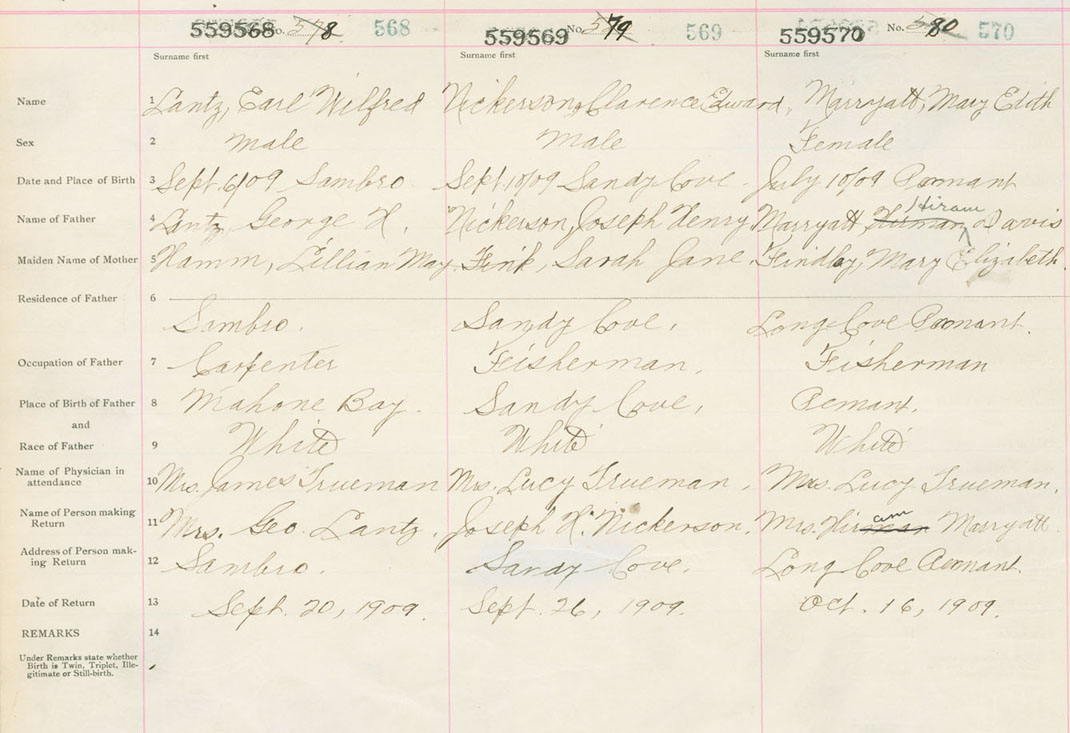 559568 No. 578 568 559569 No. 579 569 559570 No. 580 570
Surname first Surname first Surname first
Name 1 Lantz, Earl Wilfred Nickerson, Clarence Edward, Marryatt, Mary Edith
Sex 2 Male Male Female
Date and Place of Birth 3 Sept. 6/09 Sambro Sept. 18/09 Sandy Cove. July 18/09 Pennant
Hiram
Name of Father 4 Lantz, George H. Nickerson, Joseph Henry Marryatt, Davis
Maiden Name of Mother 5 Hamm, Lillian May Fink, Sarah Jane. Findlay, Mary Elizabeth.
Residence of Father 6
Sambro. Sandy Cove, Long Cove Pennant.
Occupation of Father 7 Carpenter Fisherman, Fisherman
Place of Birth of Father 8 Mahone Bay. Sandy Cove, Pennant,
and
Race of Father 9 White White White
Name of Physician in
attendance 10 Mrs. James Trueman Mrs. Lucy Trueman, Mrs. Lucy Trueman,
Name of Person making
Return 11 Mrs. Geo. Lantz. Joseph H. Nickerson. Mrs. Marryatt.
Address of Person mak-
ing Return 12 Sambro. Sandy Cove. Long Cove Pennant.
Date of Return 13 Sept. 20, 1909. Sept. 26, 1909. Oct. 16, 1909.
REMARKS 14
Under Remarks state whether
Birth is Twin, Triplet, Ille-
gitimate or Still-birth.